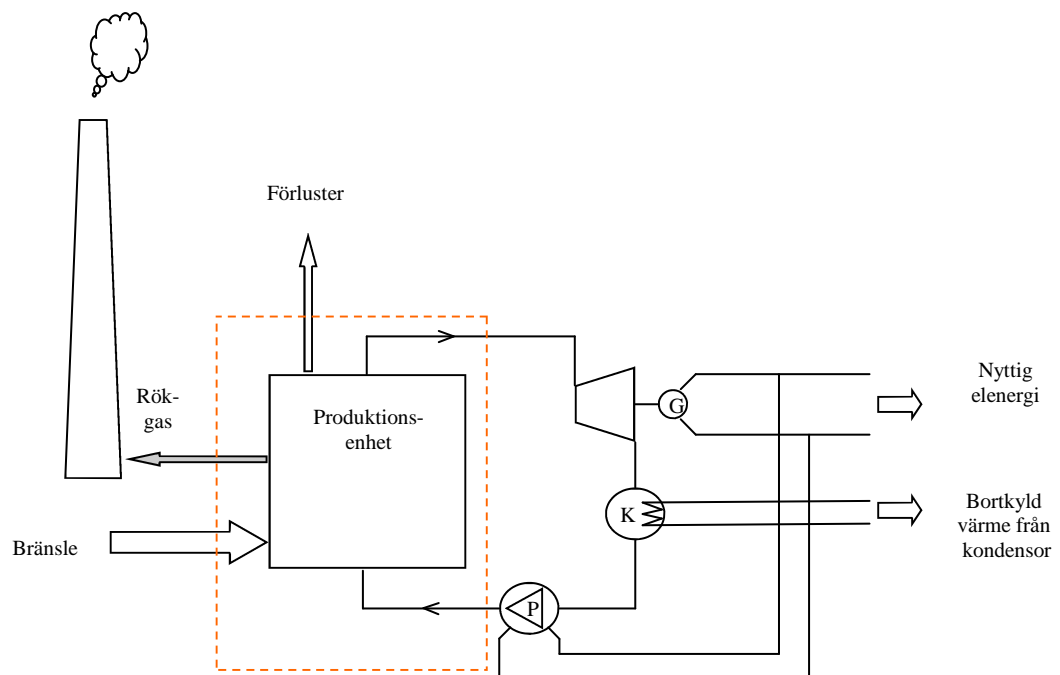 Förluster
Rök-
gas
Produktions-
enhet
Bränsle
G
K
P
Nyttig
elenergi
Bortkyld
värme från
kondensor